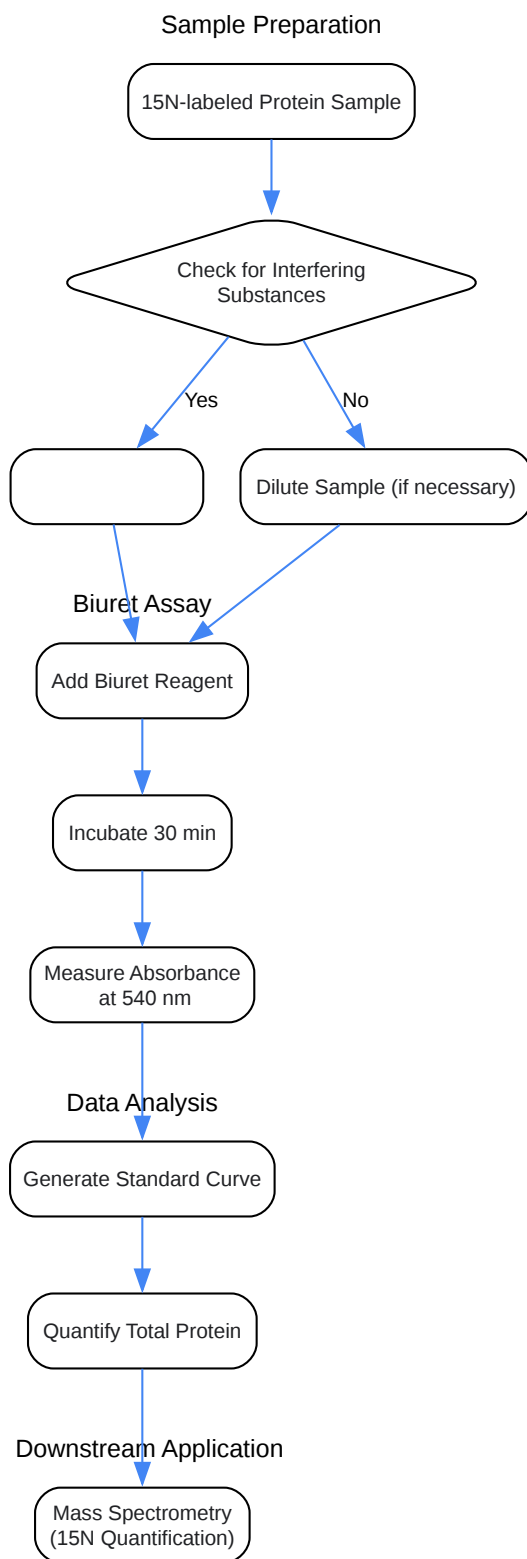 Sample Preparation
15N-labeled Protein Sample
Check for Interfering
Substances
Yes
No
Dilute Sample (if necessary)
Biuret Assay
Add Biuret Reagent
Incubate 30 min
Measure Absorbance
at 540 nm
Data Analysis
Generate Standard Curve
Quantify Total Protein
Downstream Application
Mass Spectrometry
(15N Quantification)